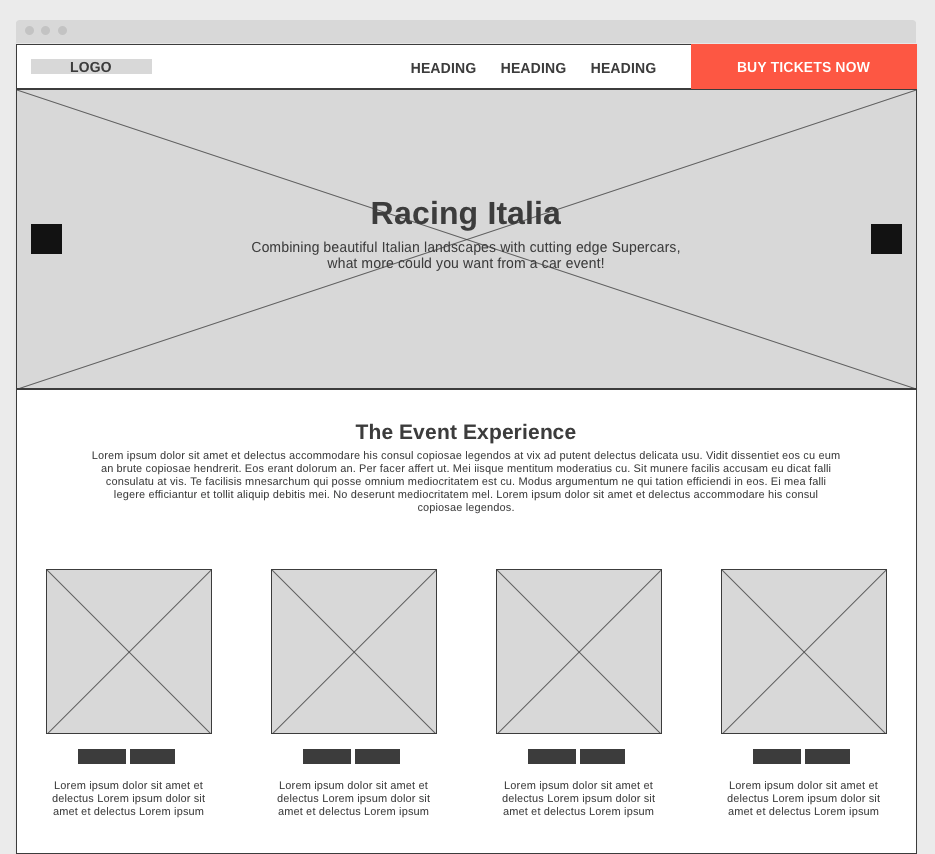 LOGO
HEADING HEADING HEADING BUY TICKETS NOW
Racing Italia
Combining beautiful Italian landscapes with cutting edge Supercars,
what more could you want from a car event!
The Event Experience
Lorem ipsum dolor sit amet et delectus accommodare his consul copiosae legendos at vix ad putent delectus delicata usu. Vidit dissentiet eos cu eum
an brute copiosae hendrerit. Eos erant dolorum an. Per facer affert ut. Mei iisque mentitum moderatius cu. Sit munere facilis accusam eu dicat falli
consulatu at vis. Te facilisis mnesarchum qui posse omnium mediocritatem est cu. Modus argumentum ne qui tation efficiendi in eos. Ei mea falli
legere efficiantur et tollit aliquip debitis mei. No deserunt mediocritatem mel. Lorem ipsum dolor sit amet et delectus accommodare his consul
copiosae legendos.
Lorem ipsum dolor sit amet et
delectus Lorem ipsum dolor sit
amet et delectus Lorem ipsum
Lorem ipsum dolor sit amet et
delectus Lorem ipsum dolor sit
amet et delectus Lorem ipsum
Lorem ipsum dolor sit amet et
delectus Lorem ipsum dolor sit
amet et delectus Lorem ipsum
Lorem ipsum dolor sit amet et
delectus Lorem ipsum dolor sit
amet et delectus Lorem ipsum